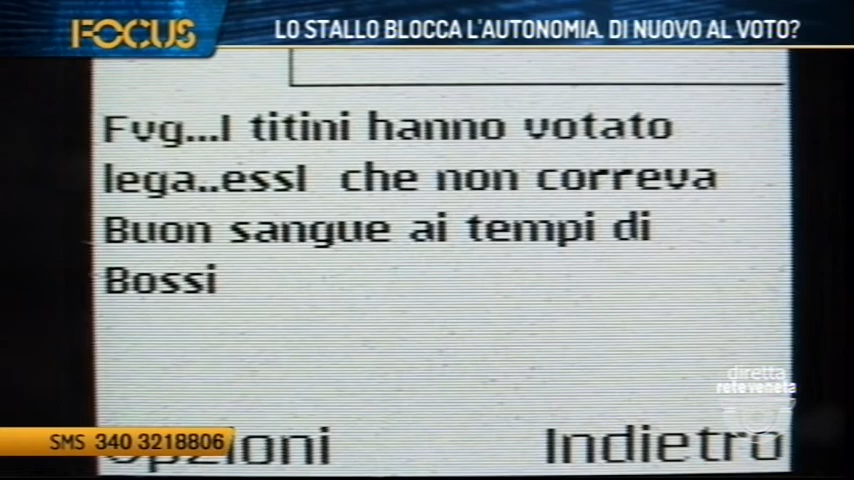 FOCUS
LO STALLO BLOCCA L'AUTONOMIA. DI NUOVO AL VOTO?
Fvg...I titini hanno votato
lega..essI che non correva
Buon sangue ai tempi di
Bossi
diretta
reteveneta
SMS 340 3218806
Opzioni
Indietro